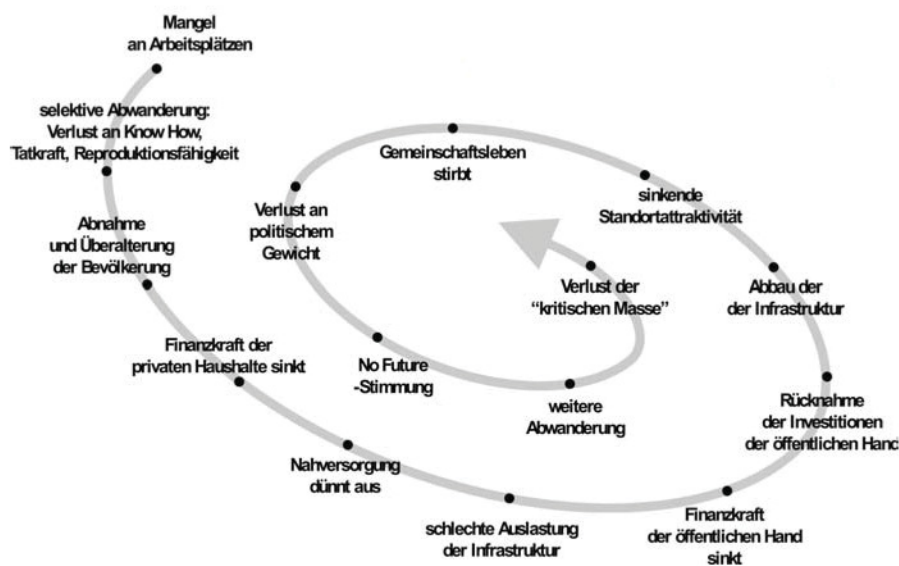 Mangel
an Arbeitsplätzen
selektive Abwanderung:
Verlust an Know How,
Tatkraft, Reproduktionsfähigkeit
Abnahme
und Überalterung
der Bevölkerung
Finanzkraft der
privaten Haushalte sinkt
Nahversorgung
dünnt aus
schlechte Auslastung
der Infrastruktur
Finanzkraft
der öffentlichen Hand
sinkt
Rücknahme
der Investitionen
der öffentlichen Hand
Abbau der
der Infrastruktur
sinkende
Standortattraktivität
Gemeinschaftsleben
stirbt
Verlust an
politischem
Gewicht
No Future
-Stimmung
weitere
Abwanderung
Verlust der
“kritischen Masse”